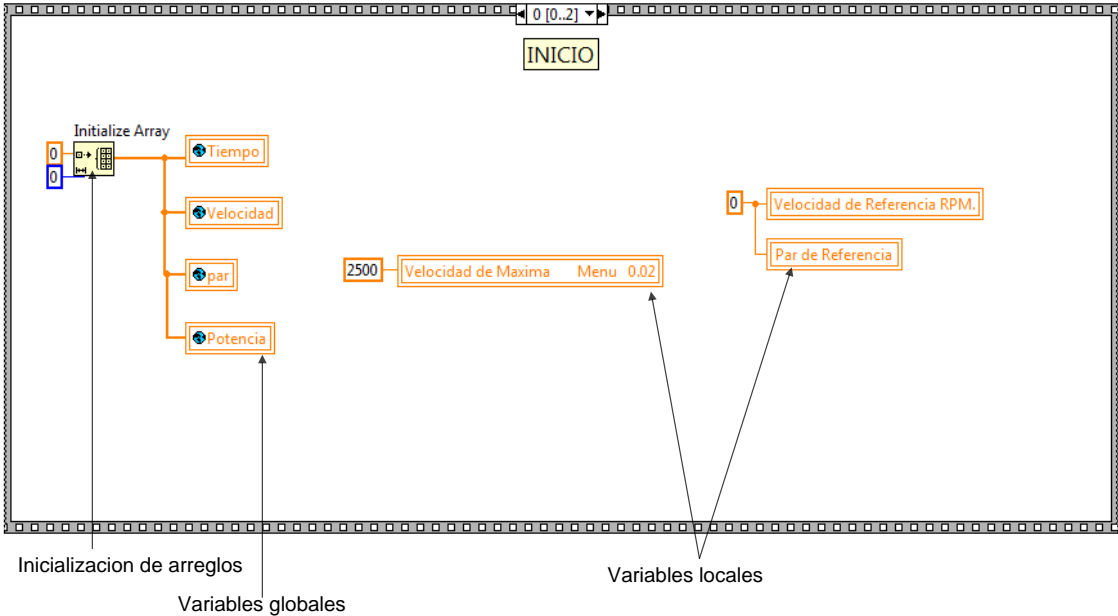 0 [0..2]
INICIO
Initialize Array
0
0
Tiempo
Velocidad
par
Potencia
2500
Velocidad de Maxima Menu 0.02
0
Velocidad de Referencia RPM.
Par de Referencia
Inicializacion de arreglos
Variables globales
Variables locales